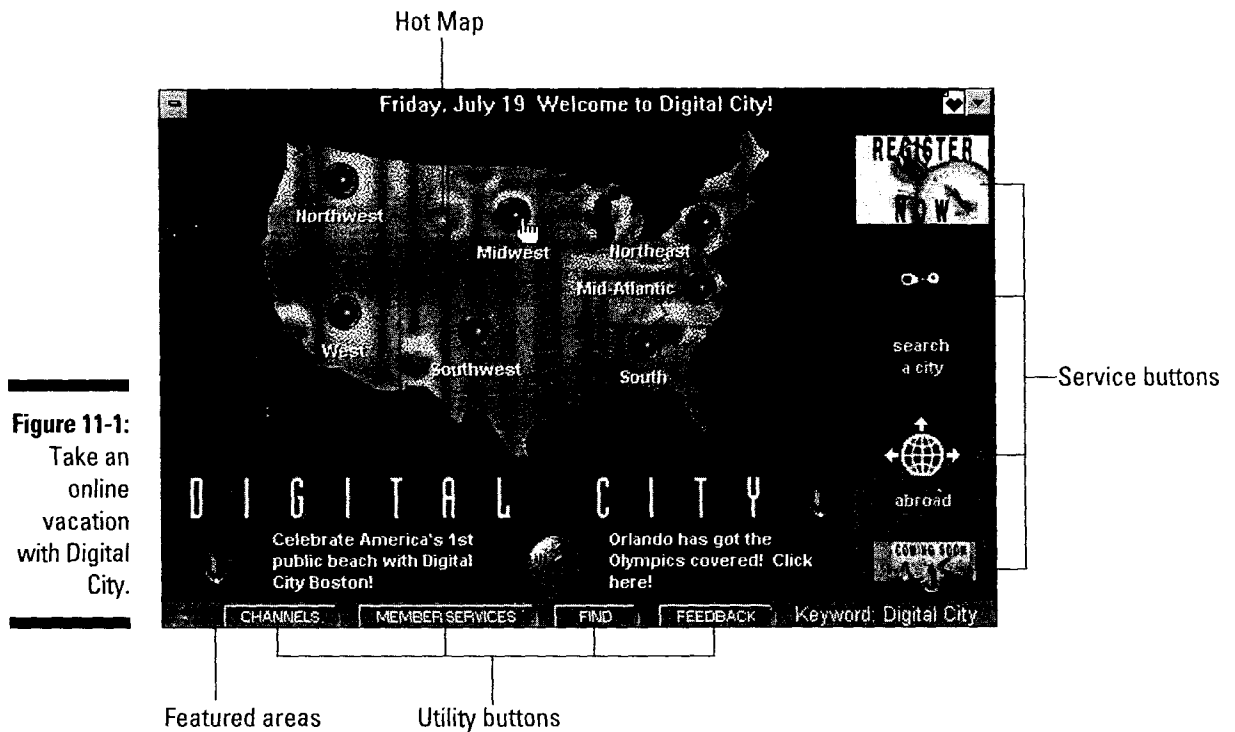 Hot Map
Friday, July 19 Welcome to Digital City!
REGISTER
NOW
Northwest
Midwest
Northeast
Mid-Atlantic
West
Southwest
South
search
a city
Service buttons
abroad
Figure 11-1:
Take an
online
vacation
with Digital
City.
DIGITAL CITY
Celebrate America's 1st
public beach with Digital
City Boston!
Orlando has got the
Olympics covered! Click
here!
COMING SOON
CHANNELS
MEMBER SERVICES
FIND
FEEDBACK
Keyword: Digital City
Featured areas
Utility buttons